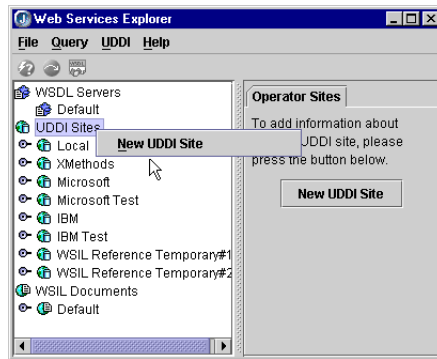 Web Services Explorer
File Query UDDI Help
WSDL Servers
Default
UDDI Sites
Local
XMethods
Microsoft
Microsoft Test
IBM
IBM Test
WSIL Reference Temporary#1
WSIL Reference Temporary#2
WSIL Documents
Default
New UDDI Site
Operator Sites
To add information about
UDDI site, please
press the button below.
New UDDI Site